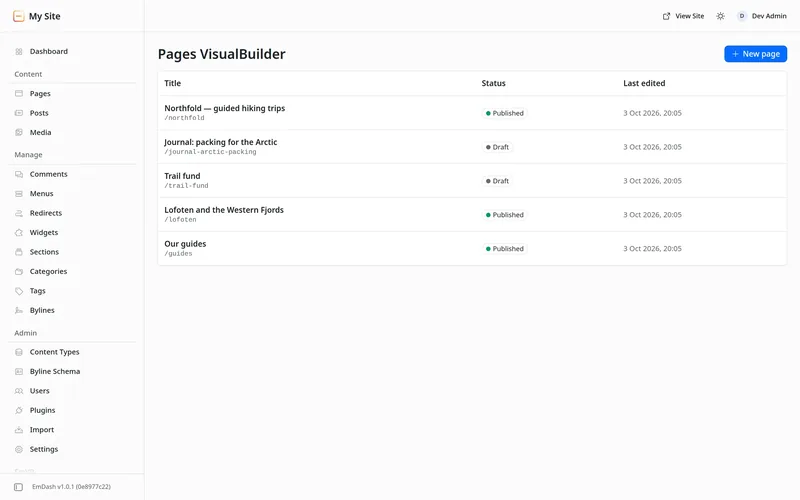 My Site
View Site
D
Dev Admin
Dashboard
Content
Pages
Posts
Media
Manage
Comments
Menus
Redirects
Widgets
Sections
Categories
Tags
Bylines
Admin
Content Types
Byline Schema
Users
Plugins
Import
Settings
EmDash v1.0.1 (0e8977c22)
Pages VisualBuilder
New page
Title Status Last edited
Northfold — guided hiking trips
/northfold
Published 3 Oct 2026, 20:05
Journal: packing for the Arctic
/journal-arctic-packing
Draft 3 Oct 2026, 20:05
Trail fund
/trail-fund
Draft 3 Oct 2026, 20:05
Lofoten and the Western Fjords
/lofoten
Published 3 Oct 2026, 20:05
Our guides
/guides
Published 3 Oct 2026, 20:05